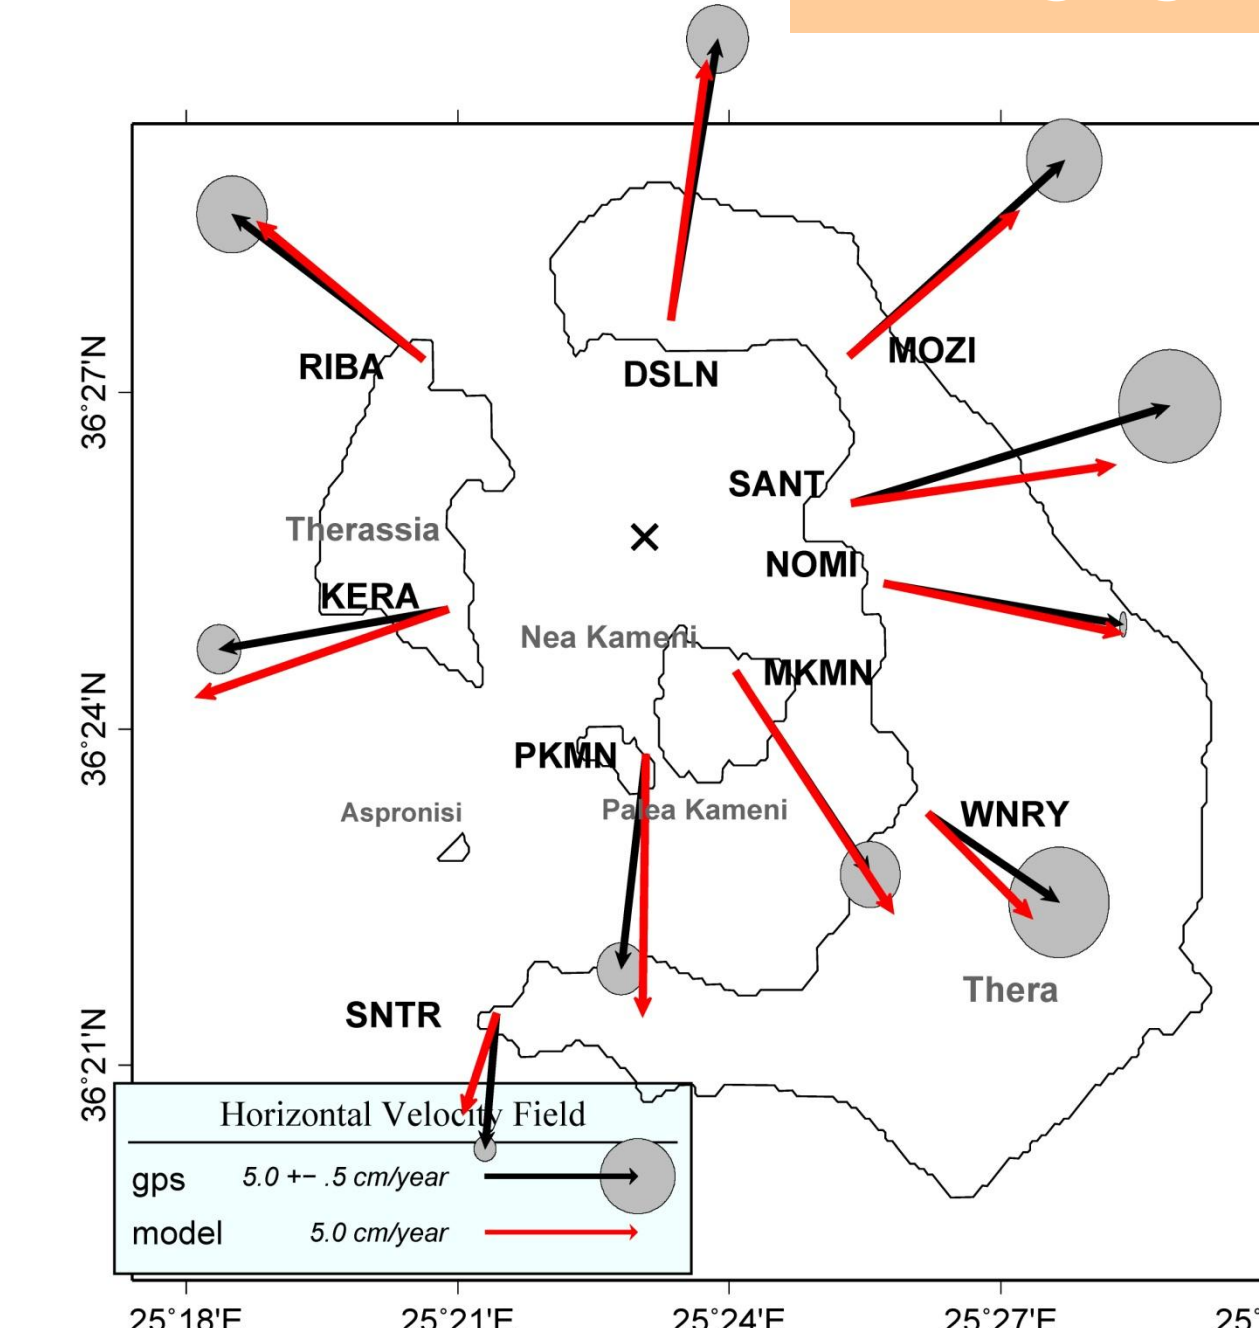 RIBA
DSLN
MOZI
36°27'N
SANT
Therassia
NOMI
KERA
Nea Kameni
MKMN
36°24'N
PKMN
Aspronisi
Palea Kameni
WNRY
Thera
SNTR
36°21'N
Horizontal Velocity Field
gps 5.0 +− .5 cm/year
model 5.0 cm/year
25°18'E 25°21'E 25°24'E 25°27'E